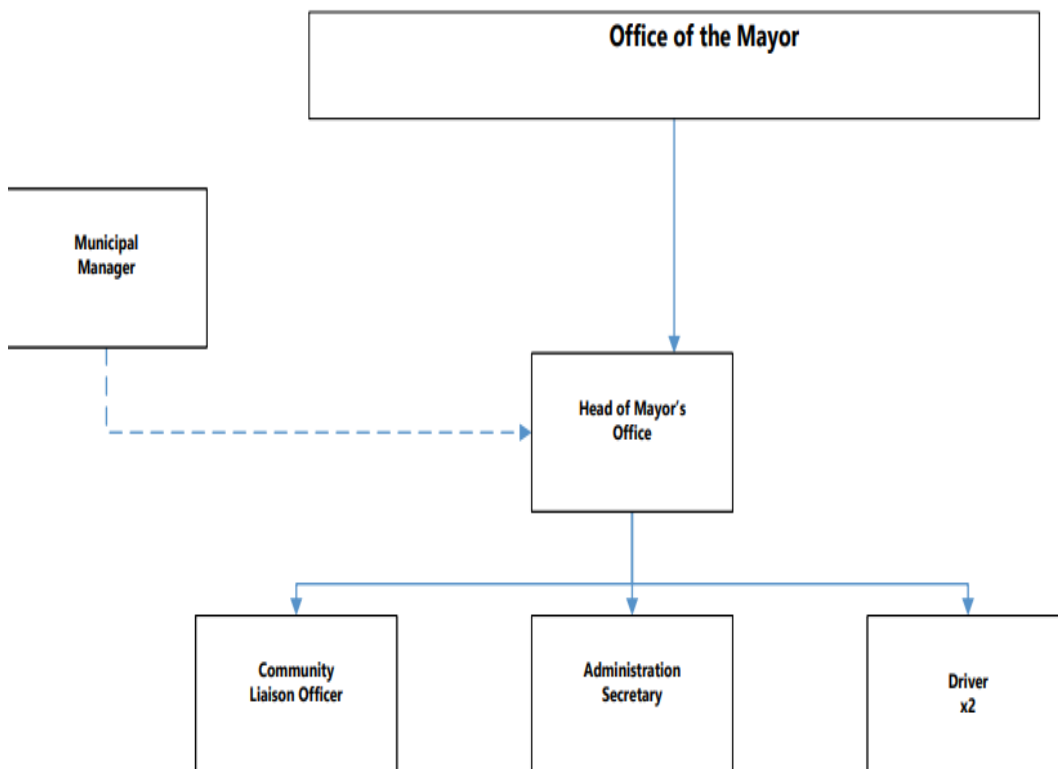 Office of the Mayor
Municipal
Manager
Head of Mayor's
Office
Community
Liaison Officer
Administration
Secretary
Driver
x2